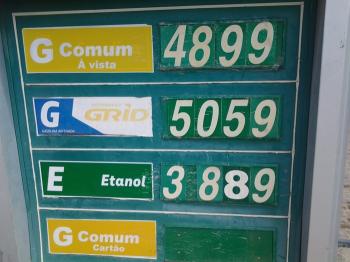 G Comum 4899
À vista
G GRID 5059
E Etanol 3889
G Comum
Cartão